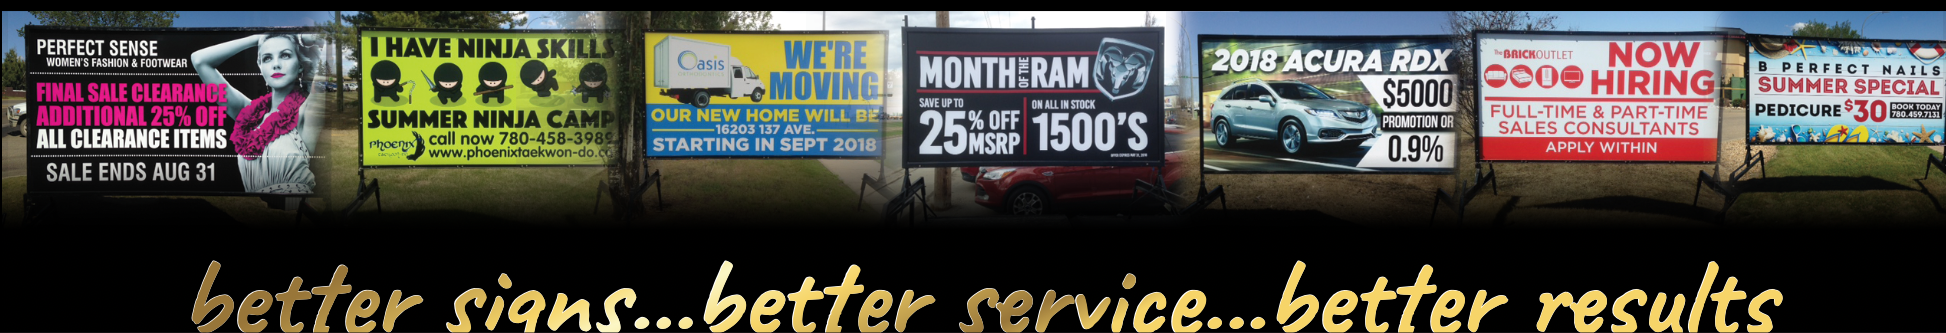 PERFECT SENSE
WOMEN'S FASHION & FOOTWEAR
FINAL SALE CLEARANCE
ADDITIONAL 25% OFF
ALL CLEARANCE ITEMS
SALE ENDS AUG 31
I HAVE NINJA SKILLS
SUMMER NINJA CAMP
phoenix
call now 780-458-3989
www.phoenixtaekwon-do.c
Oasis
WE'RE
MOVING
OUR NEW HOME WILL BE
16203 137 AVE.
STARTING IN SEPT 2018
MONTH OF THE RAM
SAVE UP TO
25% OFF MSRP
ON ALL IN STOCK
1500'S
2018 ACURA RDX
$5000
PROMOTION OR
0.9%
The BRICK OUTLET
NOW
HIRING
FULL-TIME & PART-TIME
SALES CONSULTANTS
APPLY WITHIN
B PERFECT NAILS
SUMMER SPECIAL
PEDICURE $30
BOOK TODAY
780.459.7131
better signs...better service...better results